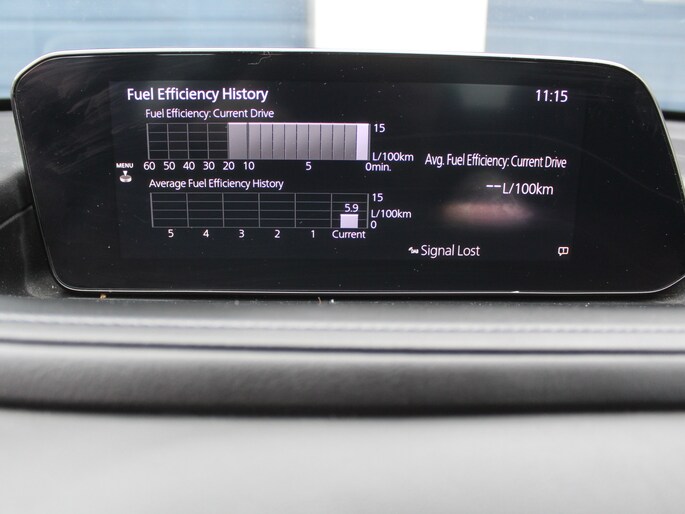 Fuel Efficiency History
11:15
Fuel Efficiency: Current Drive
15
L/100km
60 50 40 30 20 10 5 0min.
MENU
Avg. Fuel Efficiency: Current Drive
--L/100km
Average Fuel Efficiency History
15
5.9
L/100km
0
5 4 3 2 1 Current
Signal Lost